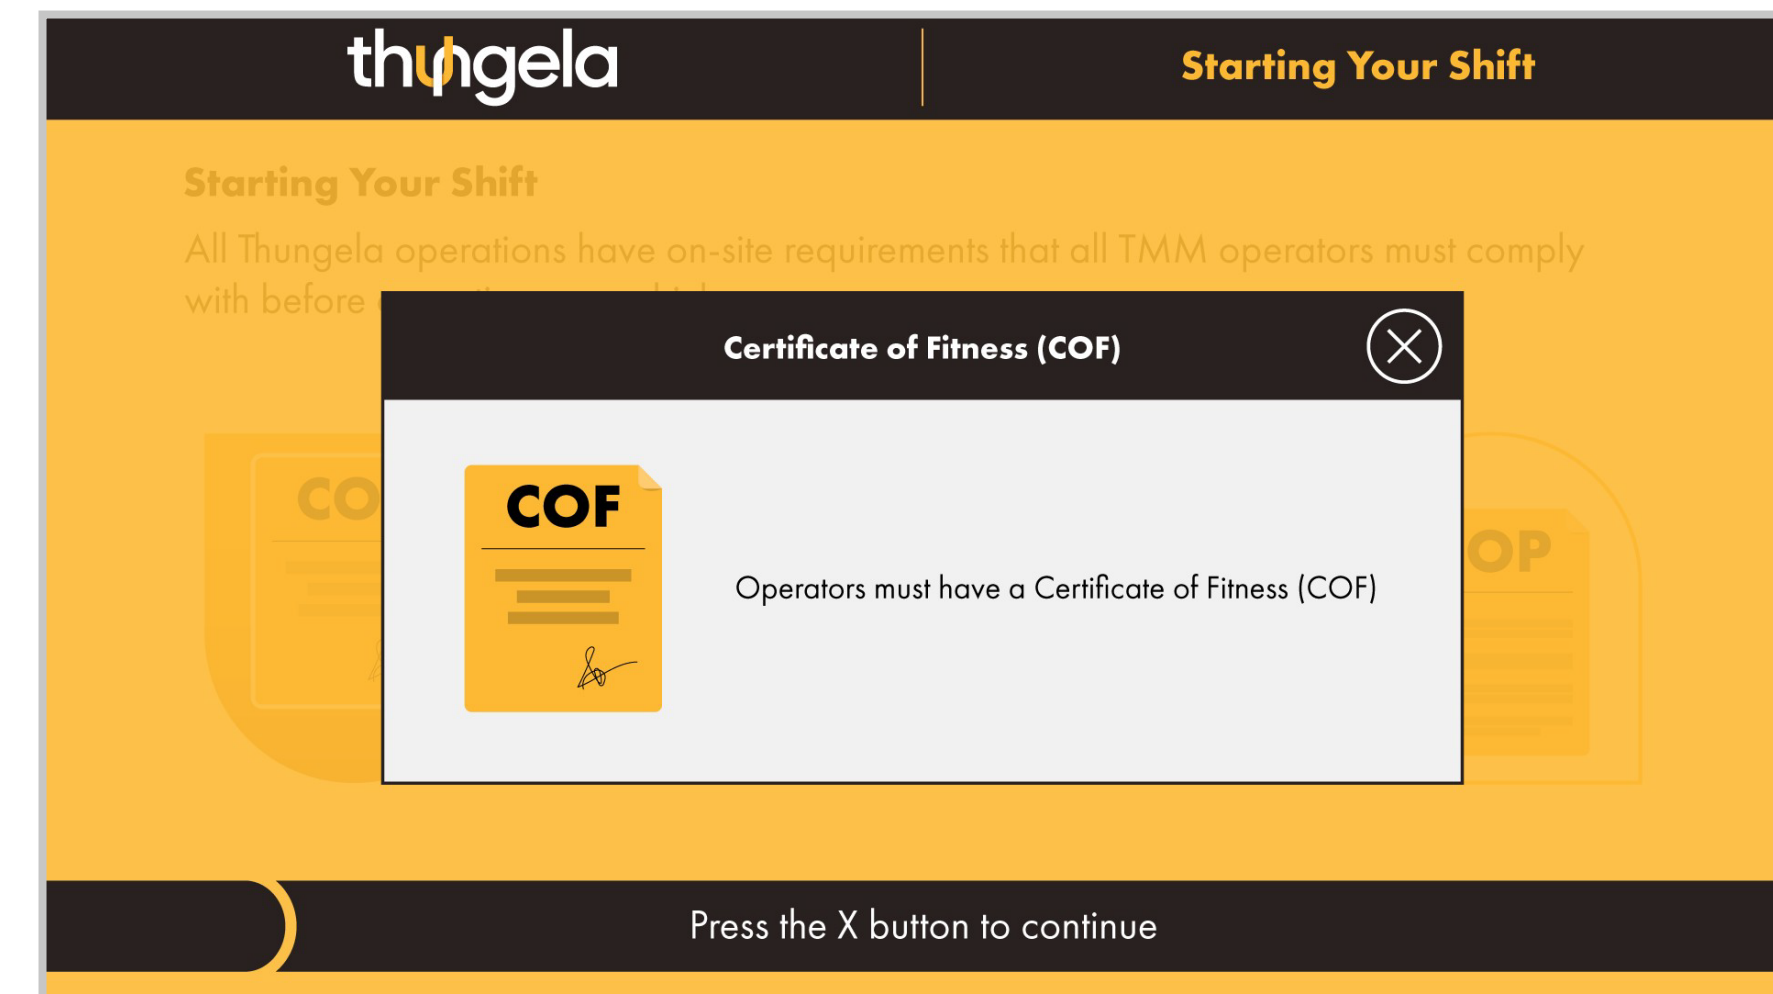 thungela
Starting Your Shift
Starting Your Shift
All Thungela operations have on-site requirements that all TMM operators must comply
with before
Certificate of Fitness (COF)
CO
COF
OP
Operators must have a Certificate of Fitness (COF)
Press the X button to continue